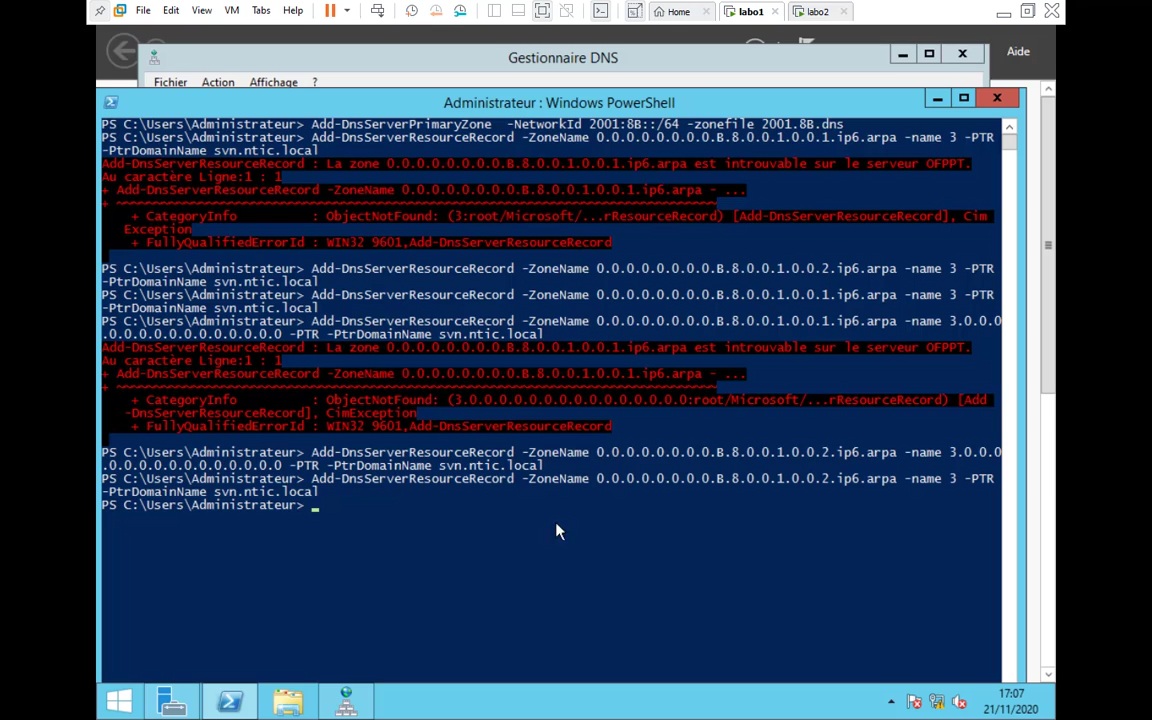 File Edit View VM Tabs Help Home labo1 labo2
Gestionnaire DNS
Aide
Fichier Action Affichage ?
Administrateur : Windows PowerShell
PS C:\Users\Administrateur> Add-DnsServerPrimaryZone -NetworkId 2001:8B::/64 -zonefile 2001.8B.dns
PS C:\Users\Administrateur> Add-DnsServerResourceRecord -ZoneName 0.0.0.0.0.0.0.0.B.8.0.0.1.0.0.1.ip6.arpa -name 3 -PTR
-PtrDomainName svn.ntic.local
Add-DnsServerResourceRecord : La zone 0.0.0.0.0.0.0.0.B.8.0.0.1.0.0.1.ip6.arpa est introuvable sur le serveur OFPPT.
Au caractère Ligne:1 : 1
+ Add-DnsServerResourceRecord -ZoneName 0.0.0.0.0.0.0.0.B.8.0.0.1.0.0.1.ip6.arpa - ...
+ ~~~~~~~~~~~~~~~~~~~~~~~~~~~~~~~~~~~~~~~~~~~~~~~~~~~~~~~~~~~~~~~~~~~~~~~~~~~~~~~~
+ CategoryInfo : ObjectNotFound: (3:root/Microsoft/...rResourceRecord) [Add-DnsServerResourceRecord], Cim
Exception
+ FullyQualifiedErrorId : WIN32 9601,Add-DnsServerResourceRecord
PS C:\Users\Administrateur> Add-DnsServerResourceRecord -ZoneName 0.0.0.0.0.0.0.0.B.8.0.0.1.0.0.2.ip6.arpa -name 3 -PTR
-PtrDomainName svn.ntic.local
PS C:\Users\Administrateur> Add-DnsServerResourceRecord -ZoneName 0.0.0.0.0.0.0.0.B.8.0.0.1.0.0.1.ip6.arpa -name 3 -PTR
-PtrDomainName svn.ntic.local
PS C:\Users\Administrateur> Add-DnsServerResourceRecord -ZoneName 0.0.0.0.0.0.0.0.B.8.0.0.1.0.0.1.ip6.arpa -name 3.0.0.0
.0.0.0.0.0.0.0.0.0.0.0.0 -PTR -PtrDomainName svn.ntic.local
Add-DnsServerResourceRecord : La zone 0.0.0.0.0.0.0.0.B.8.0.0.1.0.0.1.ip6.arpa est introuvable sur le serveur OFPPT.
Au caractère Ligne:1 : 1
+ Add-DnsServerResourceRecord -ZoneName 0.0.0.0.0.0.0.0.B.8.0.0.1.0.0.1.ip6.arpa - ...
+ ~~~~~~~~~~~~~~~~~~~~~~~~~~~~~~~~~~~~~~~~~~~~~~~~~~~~~~~~~~~~~~~~~~~~~~~~~~~~~~~~
+ CategoryInfo : ObjectNotFound: (3.0.0.0.0.0.0.0.0.0.0.0.0.0.0.0:root/Microsoft/...rResourceRecord) [Add
-DnsServerResourceRecord], CimException
+ FullyQualifiedErrorId : WIN32 9601,Add-DnsServerResourceRecord
PS C:\Users\Administrateur> Add-DnsServerResourceRecord -ZoneName 0.0.0.0.0.0.0.0.B.8.0.0.1.0.0.2.ip6.arpa -name 3.0.0.0
.0.0.0.0.0.0.0.0.0.0.0.0 -PTR -PtrDomainName svn.ntic.local
PS C:\Users\Administrateur> Add-DnsServerResourceRecord -ZoneName 0.0.0.0.0.0.0.0.B.8.0.0.1.0.0.2.ip6.arpa -name 3 -PTR
-PtrDomainName svn.ntic.local
PS C:\Users\Administrateur>
17:07
21/11/2020